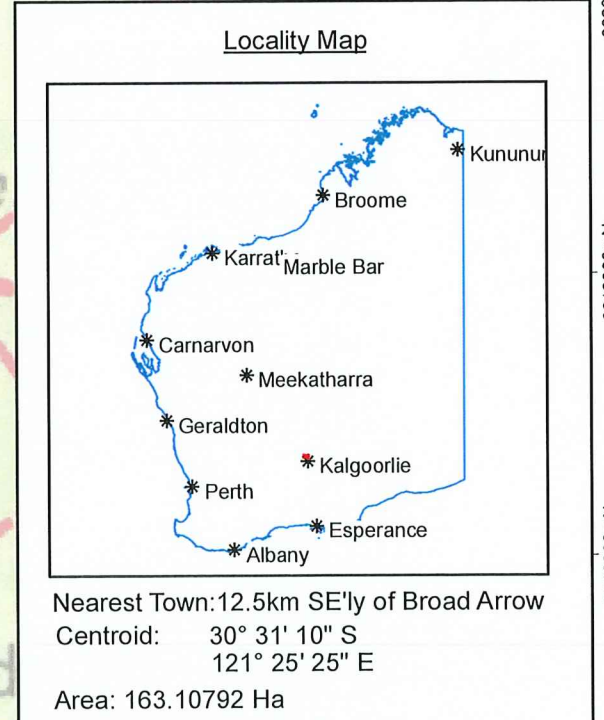 Locality Map
Kununur
Broome
Karrat'
Marble Bar
Carnarvon
Meekatharra
Geraldton
Kalgoorlie
Perth
Esperance
Albany
Nearest Town:12.5km SE'ly of Broad Arrow
Centroid: 30° 31' 10" S
121° 25' 25" E
Area: 163.10792 Ha